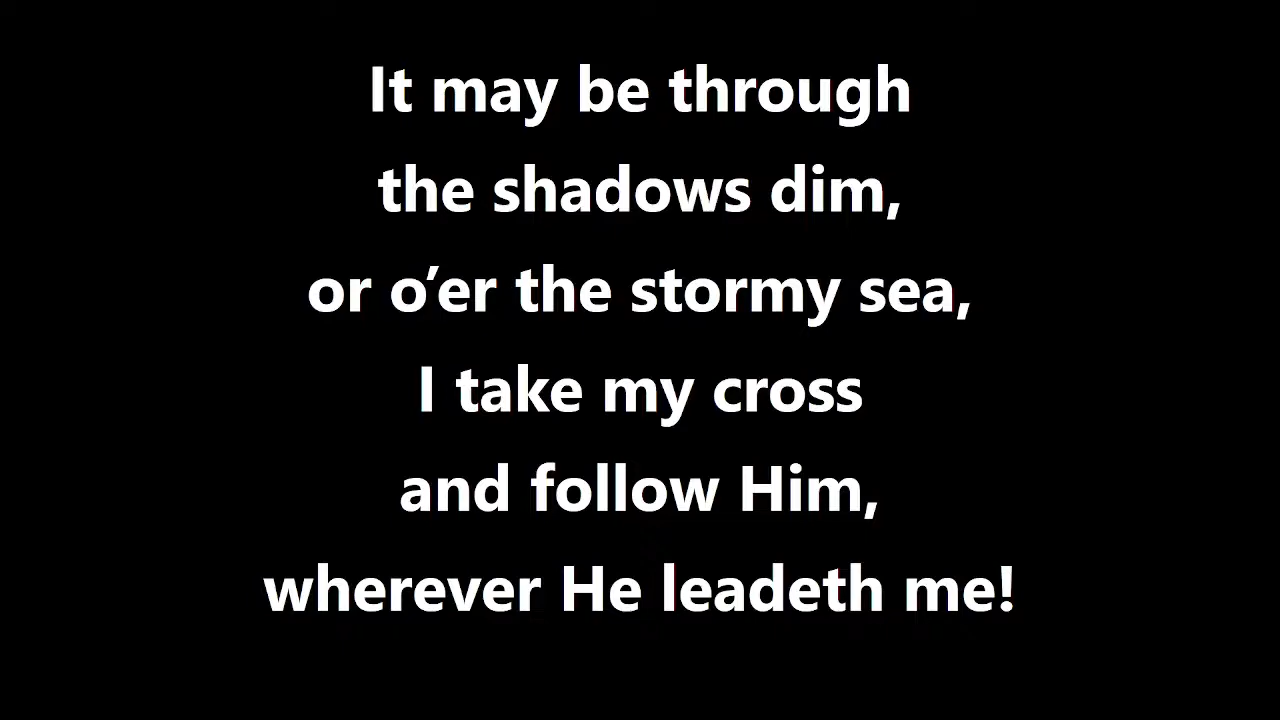 It may be through
the shadows dim,
or o’er the stormy sea,
I take my cross
and follow Him,
wherever He leadeth me!